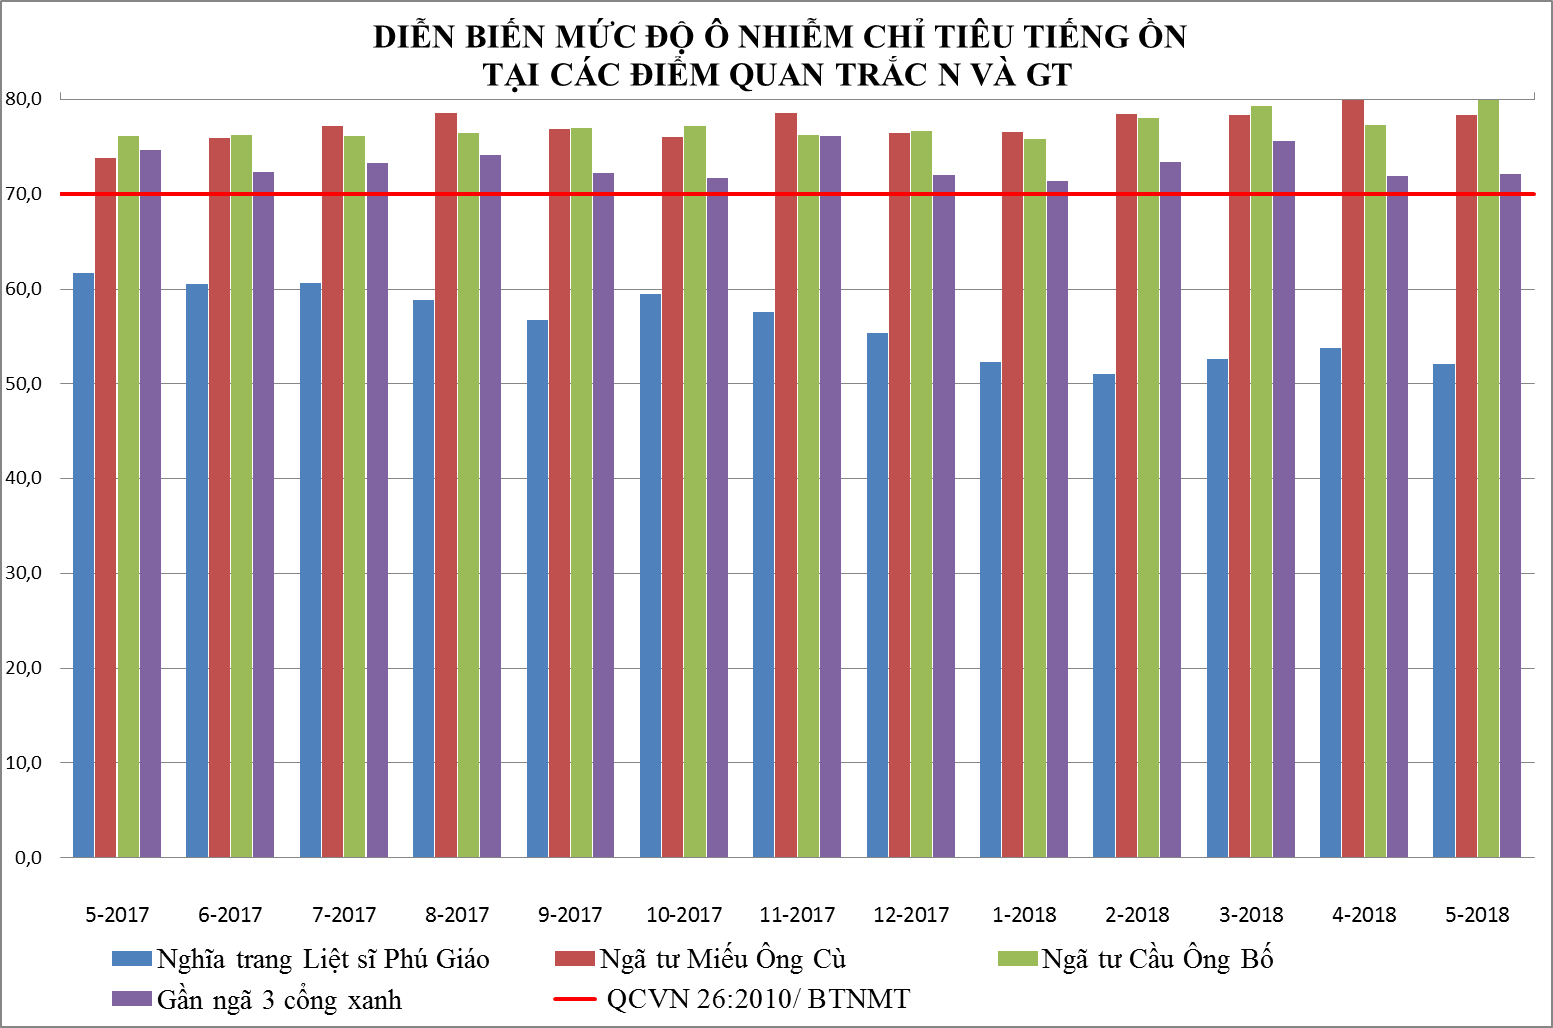 DIỄN BIẾN MỨC ĐỘ Ô NHIỄM CHỈ TIÊU TIẾNG ỒN
TẠI CÁC ĐIỂM QUAN TRẮC N VÀ GT
80,0
70,0
60,0
50,0
40,0
30,0
20,0
10,0
0,0
5-2017 6-2017 7-2017 8-2017 9-2017 10-2017 11-2017 12-2017 1-2018 2-2018 3-2018 4-2018 5-2018
Nghĩa trang Liệt sĩ Phú Giáo Ngã tư Miếu Ông Cù Ngã tư Cầu Ông Bố
Gần ngã 3 cổng xanh QCVN 26:2010/ BTNMT